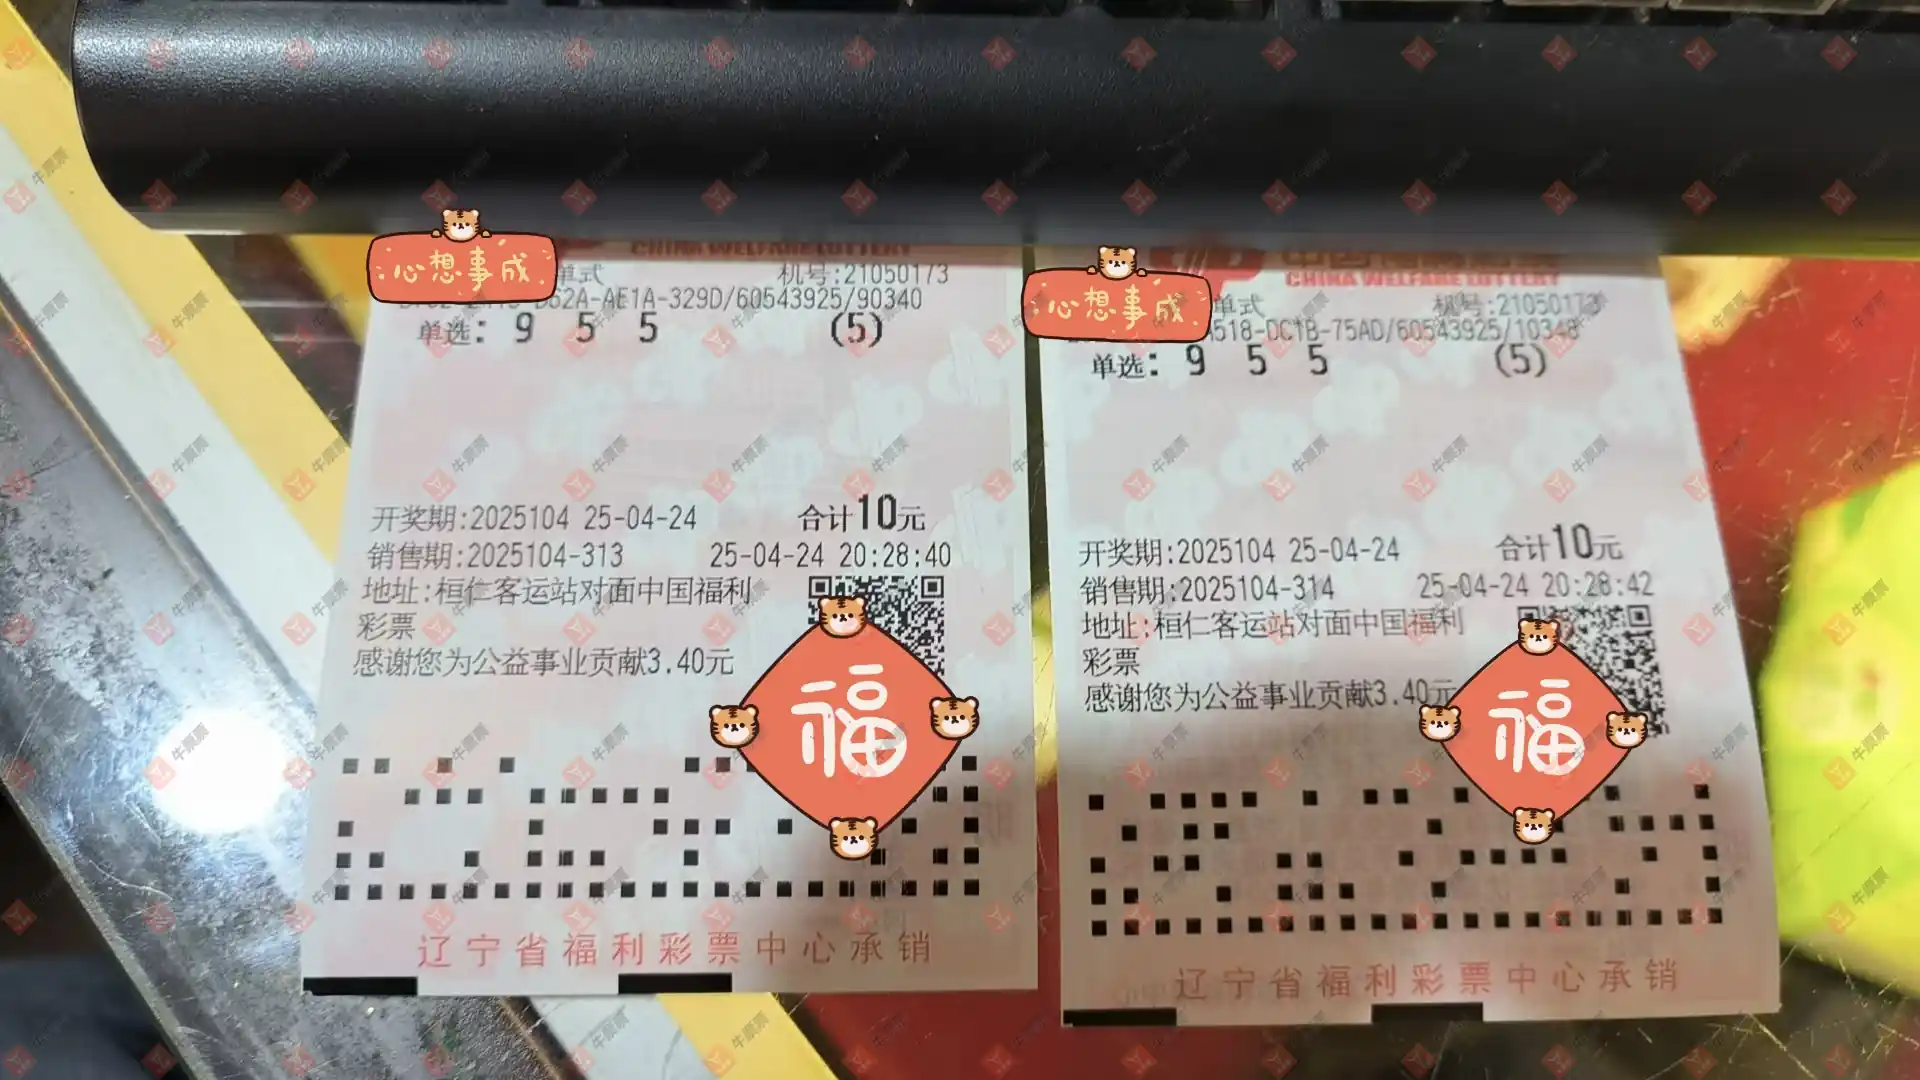 心想事成
CHINA WELFARE LOTTERY
单式
机号:21050173
D62A-AE1A-329D/60543925/90340
单选: 9 5 5 (5)
开奖期:2025104 25-04-24 合计10元
销售期:2025104-313 25-04-24 20:28:40
地址:桓仁客运站对面中国福利
彩票
感谢您为公益事业贡献3.40元
福
辽宁省福利彩票中心承销
心想事成
CHINA WELFARE LOTTERY
单式
机号:21050173
A518-DC1B-75AD/60543925/10348
单选: 9 5 5 (5)
开奖期:2025104 25-04-24 合计10元
销售期:2025104-314 25-04-24 20:28:42
地址:桓仁客运站对面中国福利
彩票
感谢您为公益事业贡献3.40元
福
辽宁省福利彩票中心承销
牛票票